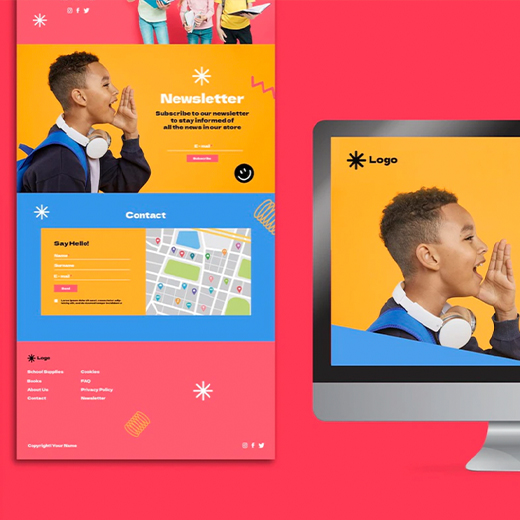 Newsletter
Subscribe to our newsletter
to stay informed of
all the news in our store
E-mail
Subscribe
Contact
Say Hello!
Name
Surname
E-mail
Send
Logo
School Supplies
Books
About Us
Contact
Cookies
FAQ
Privacy Policy
Newsletter
Copyright Your Name
Logo